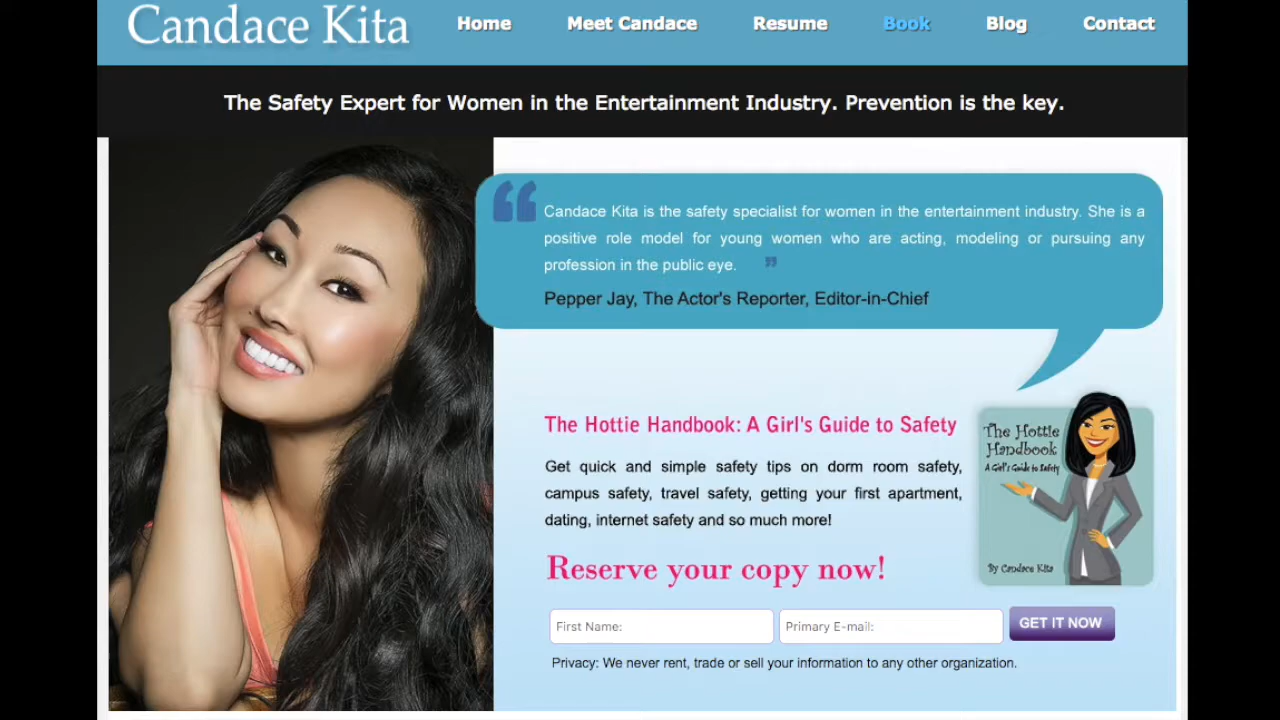 Candace Kita
Home Meet Candace Resume Book Blog Contact
The Safety Expert for Women in the Entertainment Industry. Prevention is the key.
“ Candace Kita is the safety specialist for women in the entertainment industry. She is a
positive role model for young women who are acting, modeling or pursuing any
profession in the public eye. ”
Pepper Jay, The Actor's Reporter, Editor-in-Chief
The Hottie Handbook: A Girl's Guide to Safety
Get quick and simple safety tips on dorm room safety,
campus safety, travel safety, getting your first apartment,
dating, internet safety and so much more!
The Hottie
Handbook
A Girl's Guide to Safety
By Candace Kita
Reserve your copy now!
First Name: Primary E-mail: GET IT NOW
Privacy: We never rent, trade or sell your information to any other organization.